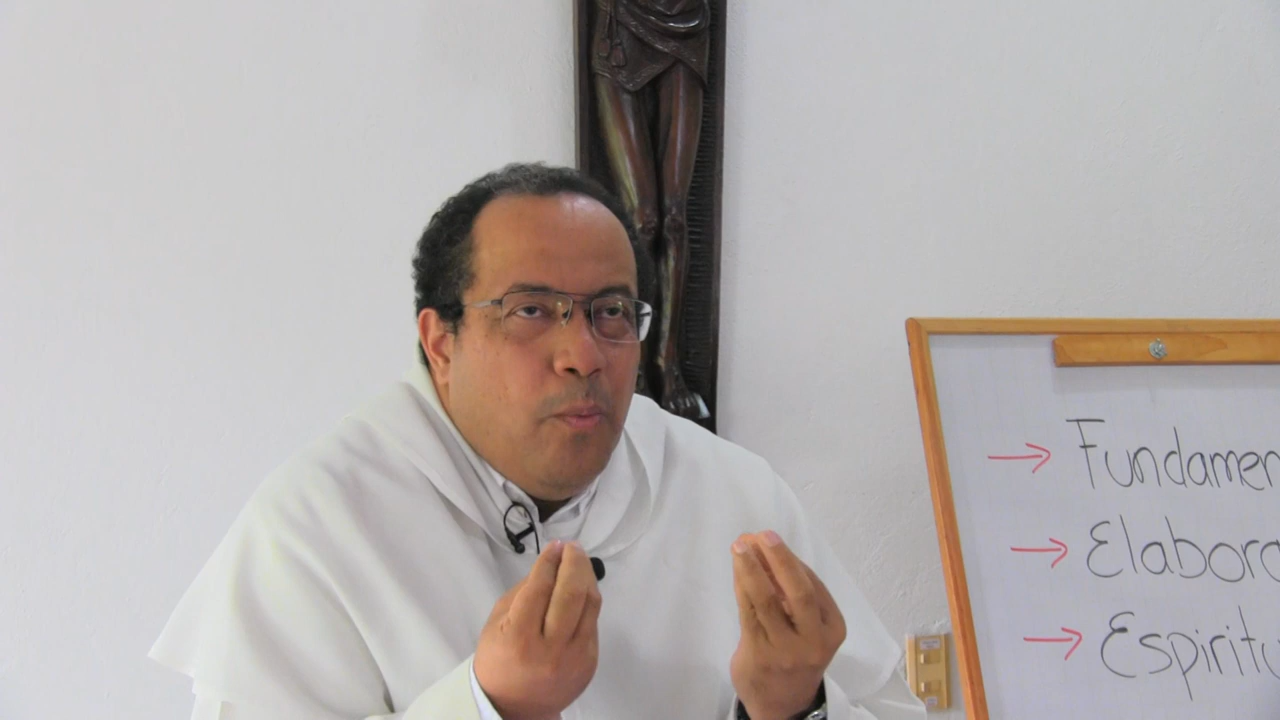 → Fundamen
→ Elabora
→ Espiritu